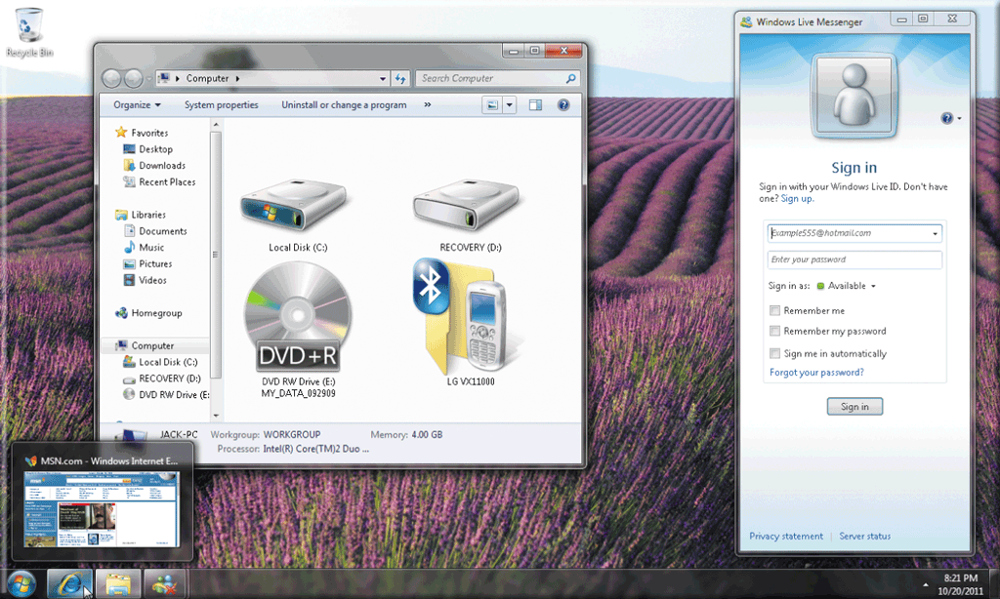 Recycle Bin
Computer
Search Computer
Organize
System properties
Uninstall or change a program
»
Favorites
Desktop
Downloads
Recent Places
Libraries
Documents
Music
Pictures
Videos
Homegroup
Computer
Local Disk (C:)
RECOVERY (D:)
DVD RW Drive (E:
Local Disk (C:)
RECOVERY (D:)
DVD+R
DVD RW Drive (E:)
MY_DATA_092909
LG VX11000
JACK-PC
Workgroup: WORKGROUP
Memory: 4.00 GB
Processor: Intel(R) Core(TM)2 Duo ...
MSN.com - Windows Internet E...
Windows Live Messenger
Sign in
Sign in with your Windows Live ID. Don't have
one? Sign up.
Example555@hotmail.com
Enter your password
Sign in as: Available
Remember me
Remember my password
Sign me in automatically
Forgot your password?
Sign in
Privacy statement | Server status
8:21 PM
10/20/2011